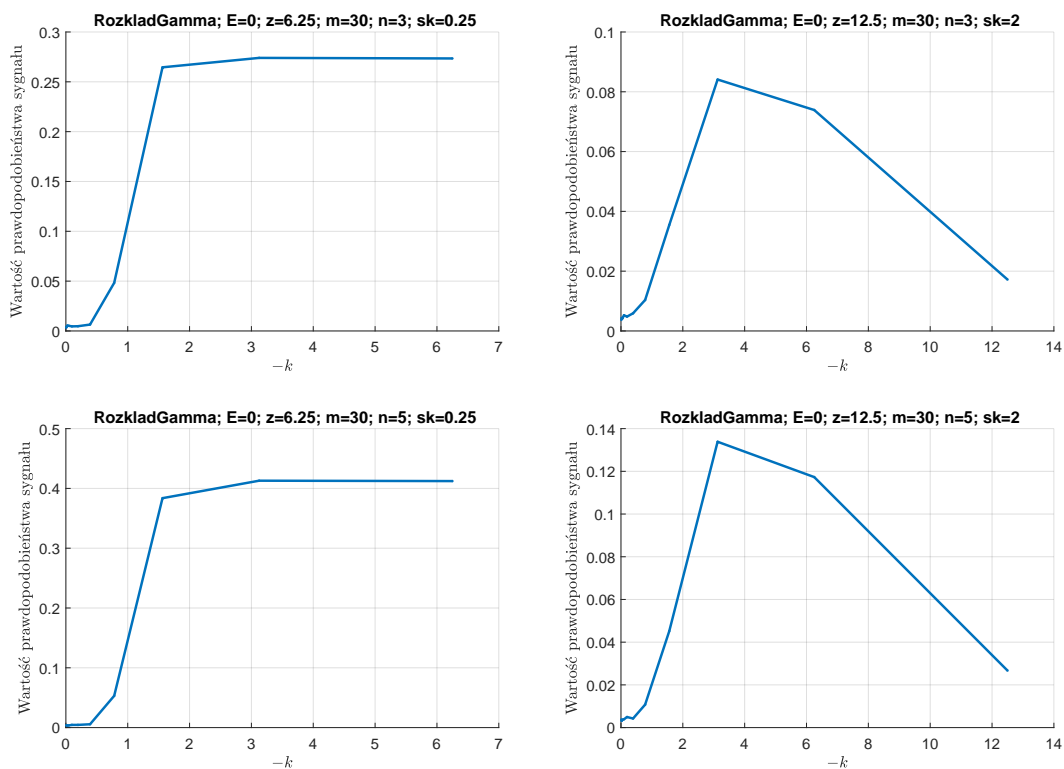 RozkladGamma; E=0; z=6.25; m=30; n=3; sk=0.25
Wartość prawdopodobieństwa sygnału
0.3
0.25
0.2
0.15
0.1
0.05
0
0 1 2 3 4 5 6 7
−k
RozkladGamma; E=0; z=12.5; m=30; n=3; sk=2
Wartość prawdopodobieństwa sygnału
0.1
0.08
0.06
0.04
0.02
0
0 2 4 6 8 10 12 14
−k
RozkladGamma; E=0; z=6.25; m=30; n=5; sk=0.25
Wartość prawdopodobieństwa sygnału
0.5
0.4
0.3
0.2
0.1
0
0 1 2 3 4 5 6 7
−k
RozkladGamma; E=0; z=12.5; m=30; n=5; sk=2
Wartość prawdopodobieństwa sygnału
0.14
0.12
0.1
0.08
0.06
0.04
0.02
0
0 2 4 6 8 10 12 14
−k